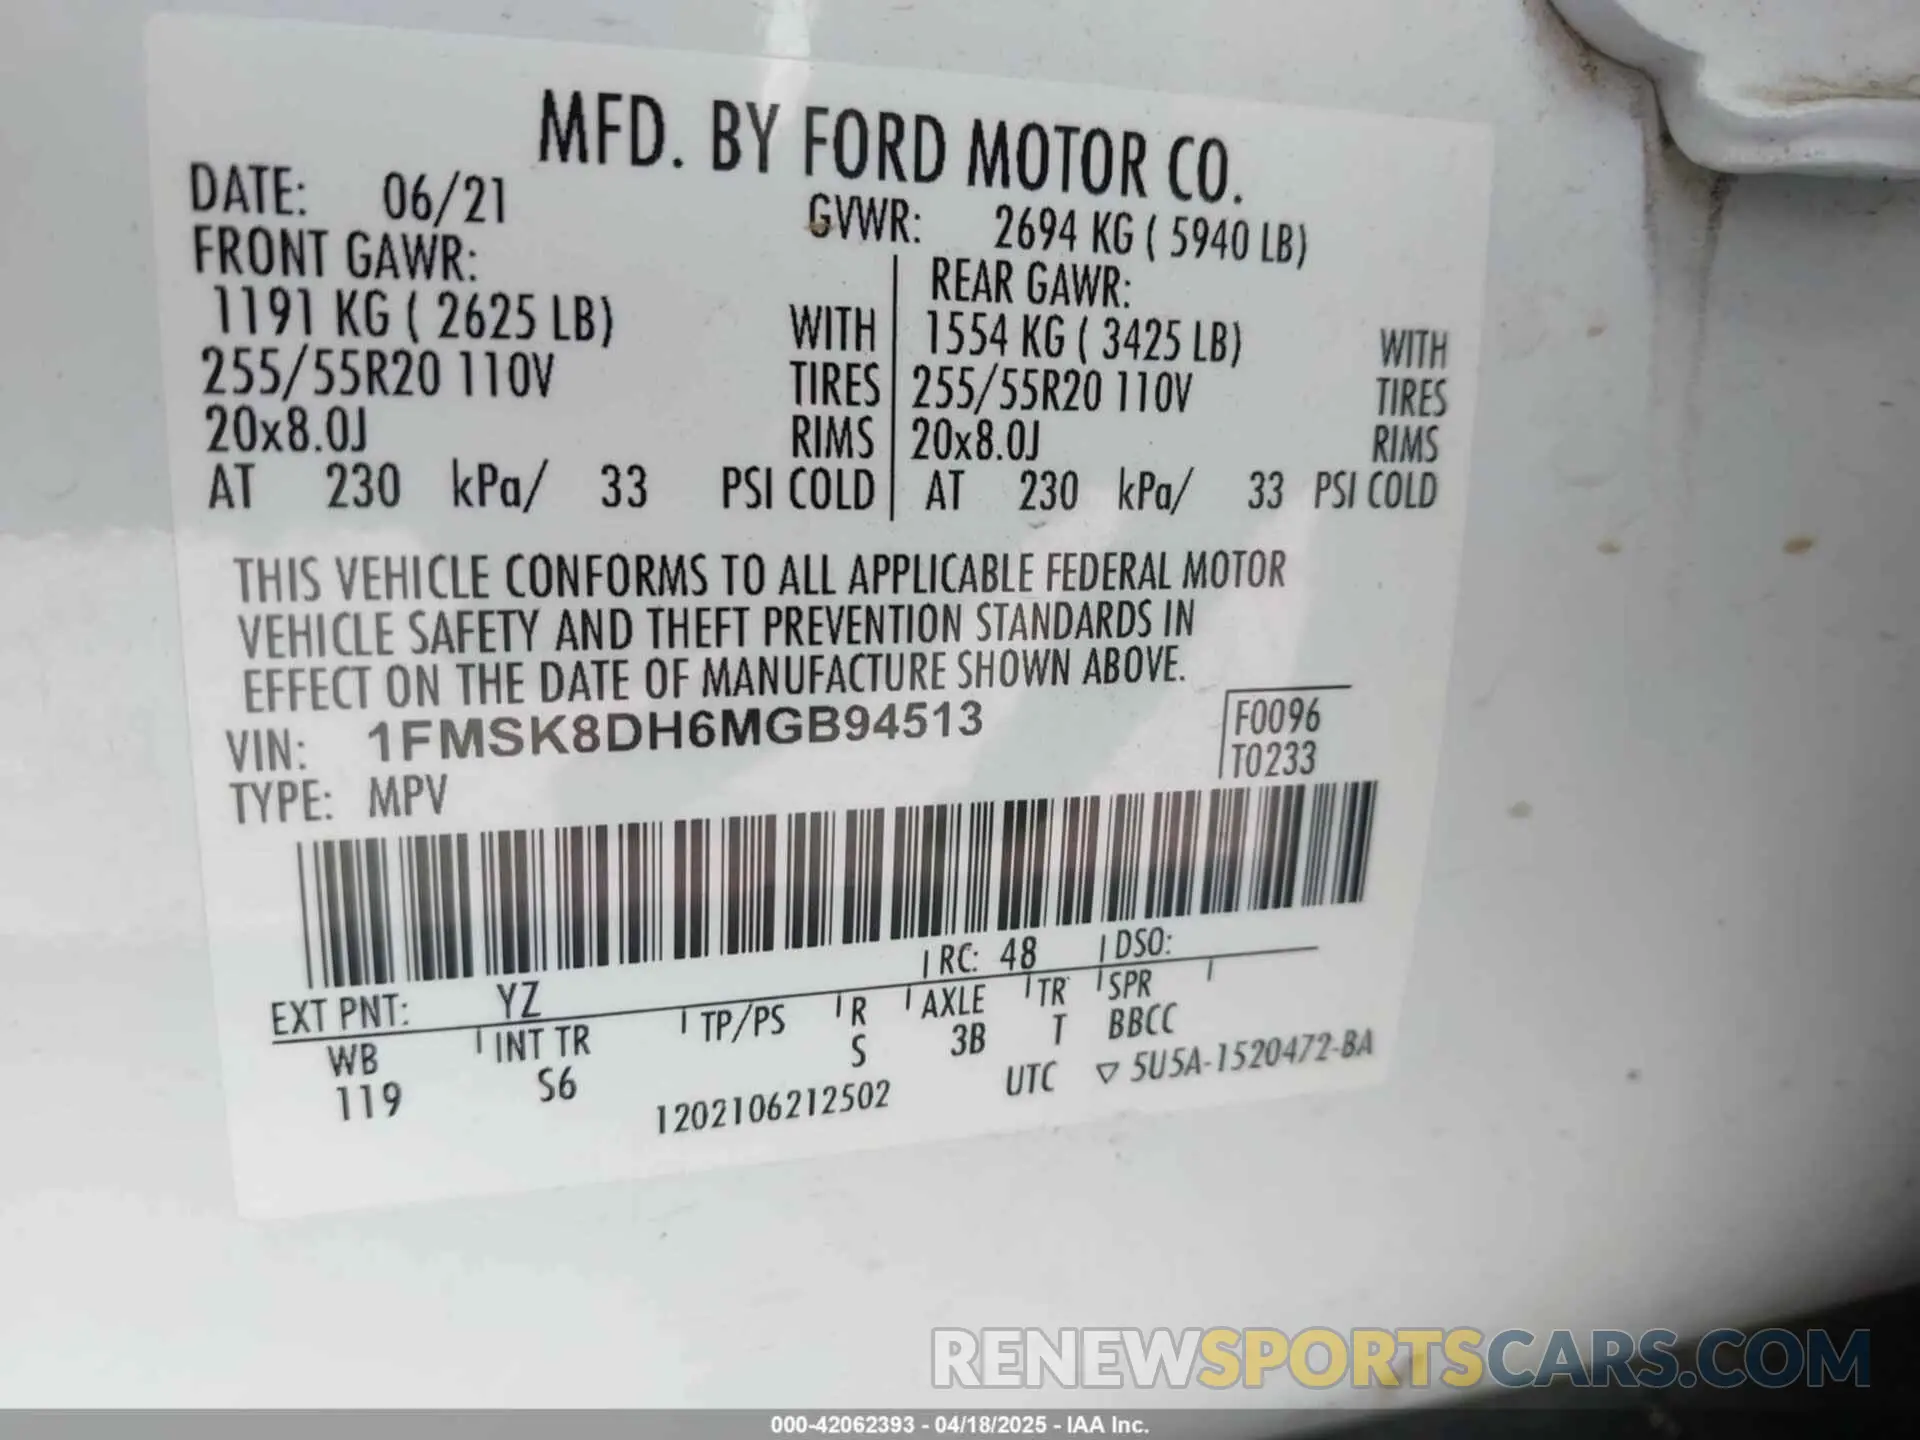 MFD. BY FORD MOTOR CO.
DATE: 06/21 GVWR: 2694 KG ( 5940 LB)
FRONT GAWR: REAR GAWR:
1191 KG ( 2625 LB) WITH 1554 KG ( 3425 LB) WITH
255/55R20 110V TIRES 255/55R20 110V TIRES
20x8.0J RIMS 20x8.0J RIMS
AT 230 kPa/ 33 PSI COLD AT 230 kPa/ 33 PSI COLD
THIS VEHICLE CONFORMS TO ALL APPLICABLE FEDERAL MOTOR
VEHICLE SAFETY AND THEFT PREVENTION STANDARDS IN
EFFECT ON THE DATE OF MANUFACTURE SHOWN ABOVE.
VIN: 1FMSK8DH6MGB94513 F0096
TYPE: MPV T0233
EXT PNT: YZ RC: 48 DSO:
WB INT TR TP/PS R AXLE TR SPR
119 S6 S 3B T BBCC
1202106212502 UTC ▽ 5U5A-1520472-BA
RENEWSPORTSCARS.COM
000-42062393 - 04/18/2025 - IAA Inc.